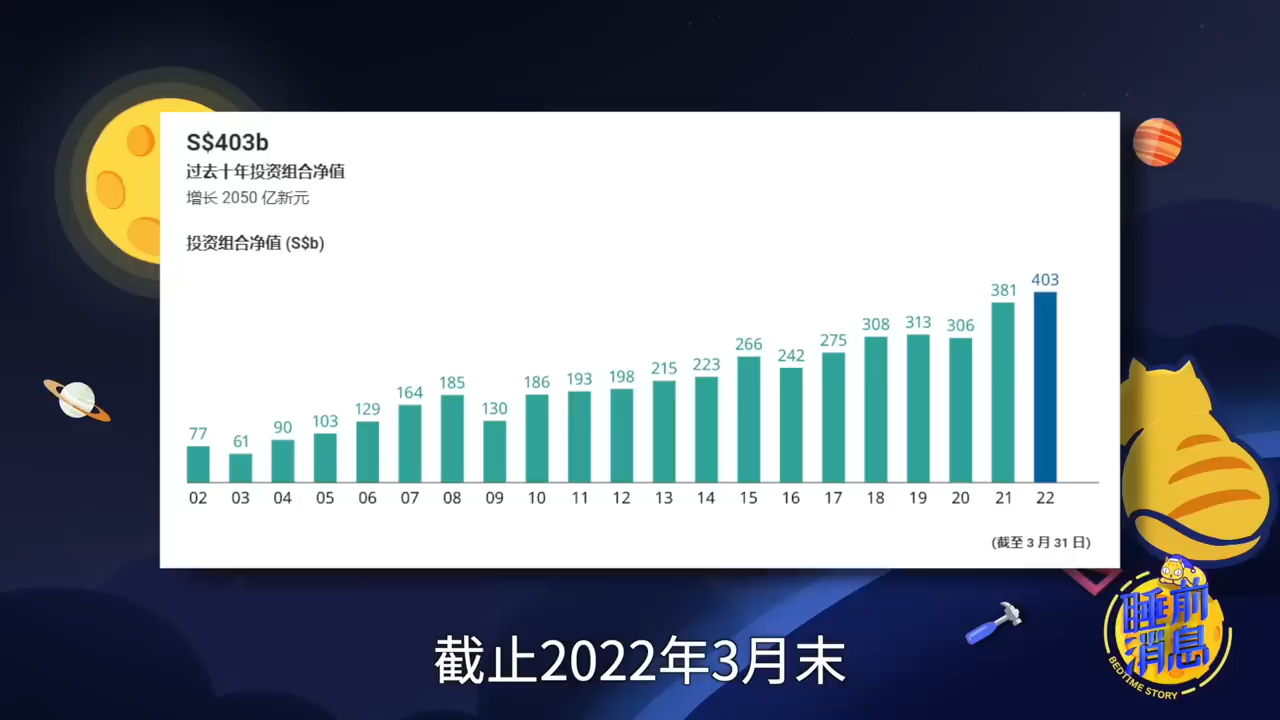 S$403b
过去十年投资组合净值
增长 2050 亿新元
投资组合净值 (S$b)
77 61 90 103 129 164 185 130 186 193 198 215 223 266 242 275 308 313 306 381 403
02 03 04 05 06 07 08 09 10 11 12 13 14 15 16 17 18 19 20 21 22
(截至 3 月 31 日)
睡前
消息
BEDTIME STORY
截止2022年3月末